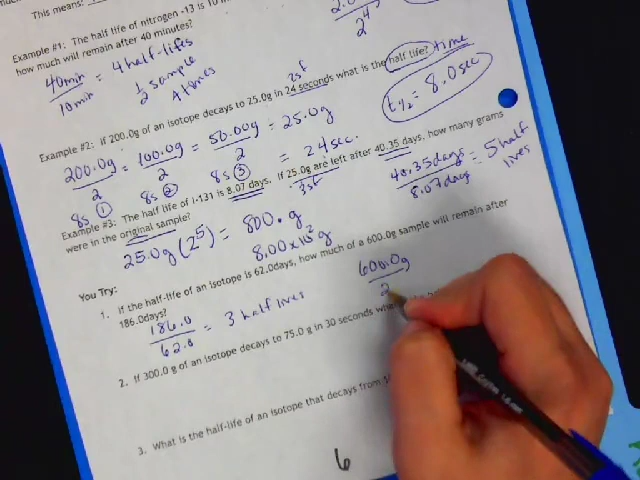 This means:
2.0
2⁴
Example #1: The half life of nitrogen -13 is 10 m
how much will remain after 40 minutes?
40min / 10min = 4 half-lifes
1/2 sample
4 times
Example #2: If 200.0g of an isotope decays to 25.0g in 24 seconds what is the half life?
2sf
time
t½ = 8.0sec
200.0g / 2 = 100.0g / 2 = 50.00g / 2 = 25.0g
8s ① 8s ② 8s ③ = 24sec.
Example #3: The half life of I-131 is 8.07 days. If 25.0g are left after 40.35 days, how many grams
were in the original sample?
3sf
40.35days / 8.07day = 5 half lives
25.0g (2⁵) = 800. g
8.00x10²g
You Try:
1. If the half-life of an isotope is 62.0days, how much of a 600.0g sample will remain after
186.0days?
186.0 / 62.0 = 3 half lives
600.0g / 2
2. If 300.0 g of an isotope decays to 75.0 g in 30 seconds
3. What is the half-life of an isotope that decays from
6